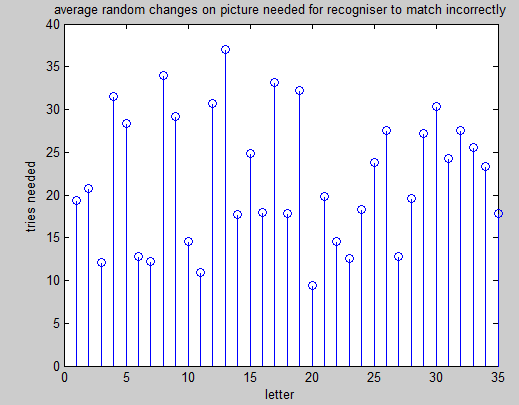 average random changes on picture needed for recogniser to match incorrectly
40
35
30
25
20
15
10
5
0
tries needed
0 5 10 15 20 25 30 35
letter